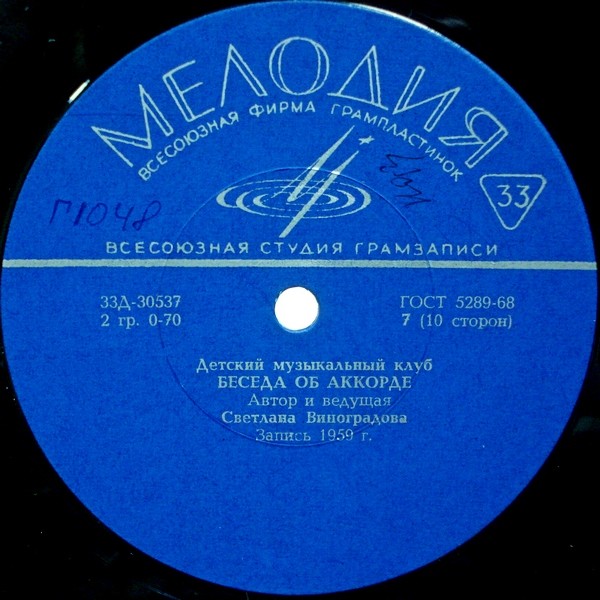 МЕЛОДИЯ
ВСЕСОЮЗНАЯ ФИРМА ГРАМПЛАСТИНОК
33
Г1048
ВСЕСОЮЗНАЯ СТУДИЯ ГРАМЗАПИСИ
33Д-30537
ГОСТ 5289-68
2 гр. 0-70
7 (10 сторон)
Детский музыкальный клуб
БЕСЕДА ОБ АККОРДЕ
Автор и ведущая
Светлана Виноградова
Запись 1959 г.